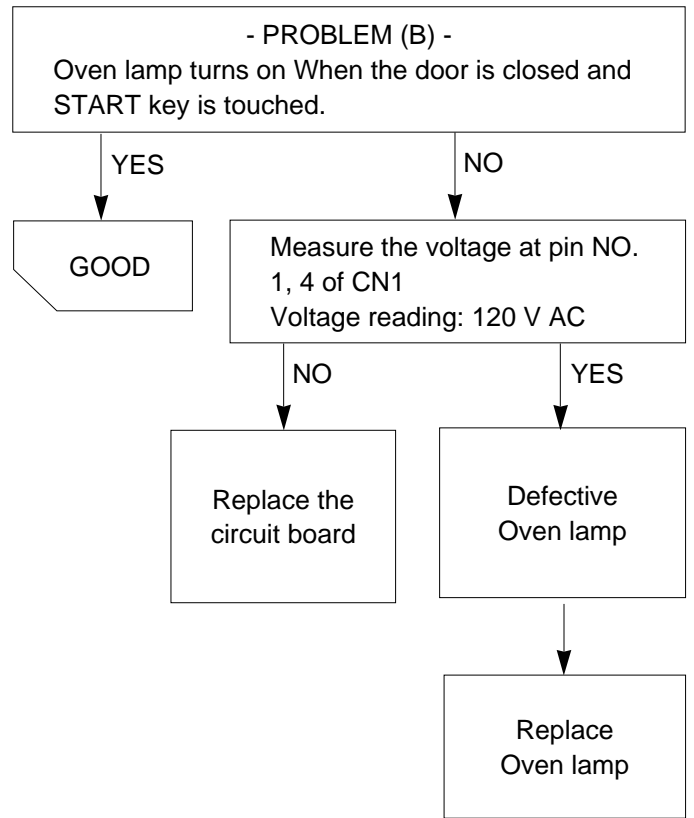 - PROBLEM (B) -
Oven lamp turns on When the door is closed and
START key is touched.
YES
NO
GOOD
Measure the voltage at pin NO.
1, 4 of CN1
Voltage reading: 120 V AC
NO
YES
Replace the
circuit board
Defective
Oven lamp
Replace
Oven lamp